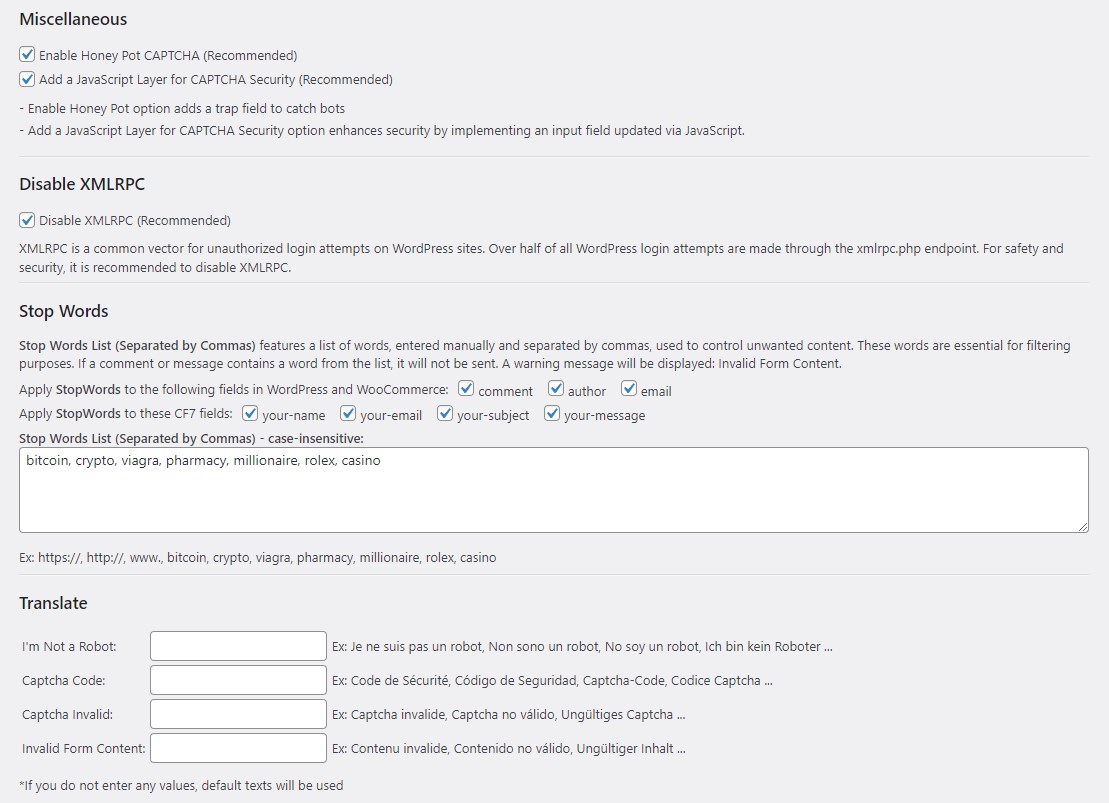 Miscellaneous
Enable Honey Pot CAPTCHA (Recommended)
Add a JavaScript Layer for CAPTCHA Security (Recommended)
- Enable Honey Pot option adds a trap field to catch bots
- Add a JavaScript Layer for CAPTCHA Security option enhances security by implementing an input field updated via JavaScript.
Disable XMLRPC
Disable XMLRPC (Recommended)
XMLRPC is a common vector for unauthorized login attempts on WordPress sites. Over half of all WordPress login attempts are made through the xmlrpc.php endpoint. For safety and
security, it is recommended to disable XMLRPC.
Stop Words
Stop Words List (Separated by Commas) features a list of words, entered manually and separated by commas, used to control unwanted content. These words are essential for filtering
purposes. If a comment or message contains a word from the list, it will not be sent. A warning message will be displayed: Invalid Form Content.
Apply StopWords to the following fields in WordPress and WooCommerce: comment author email
Apply StopWords to these CF7 fields: your-name your-email your-subject your-message
Stop Words List (Separated by Commas) - case-insensitive:
bitcoin, crypto, viagra, pharmacy, millionaire, rolex, casino
Ex: https://, http://, www., bitcoin, crypto, viagra, pharmacy, millionaire, rolex, casino
Translate
I'm Not a Robot: Ex: Je ne suis pas un robot, Non sono un robot, No soy un robot, Ich bin kein Roboter ...
Captcha Code: Ex: Code de Sécurité, Código de Seguridad, Captcha-Code, Codice Captcha ...
Captcha Invalid: Ex: Captcha invalide, Captcha no válido, Ungültiges Captcha ...
Invalid Form Content: Ex: Contenu invalide, Contenido no válido, Ungültiger Inhalt ...
*If you do not enter any values, default texts will be used